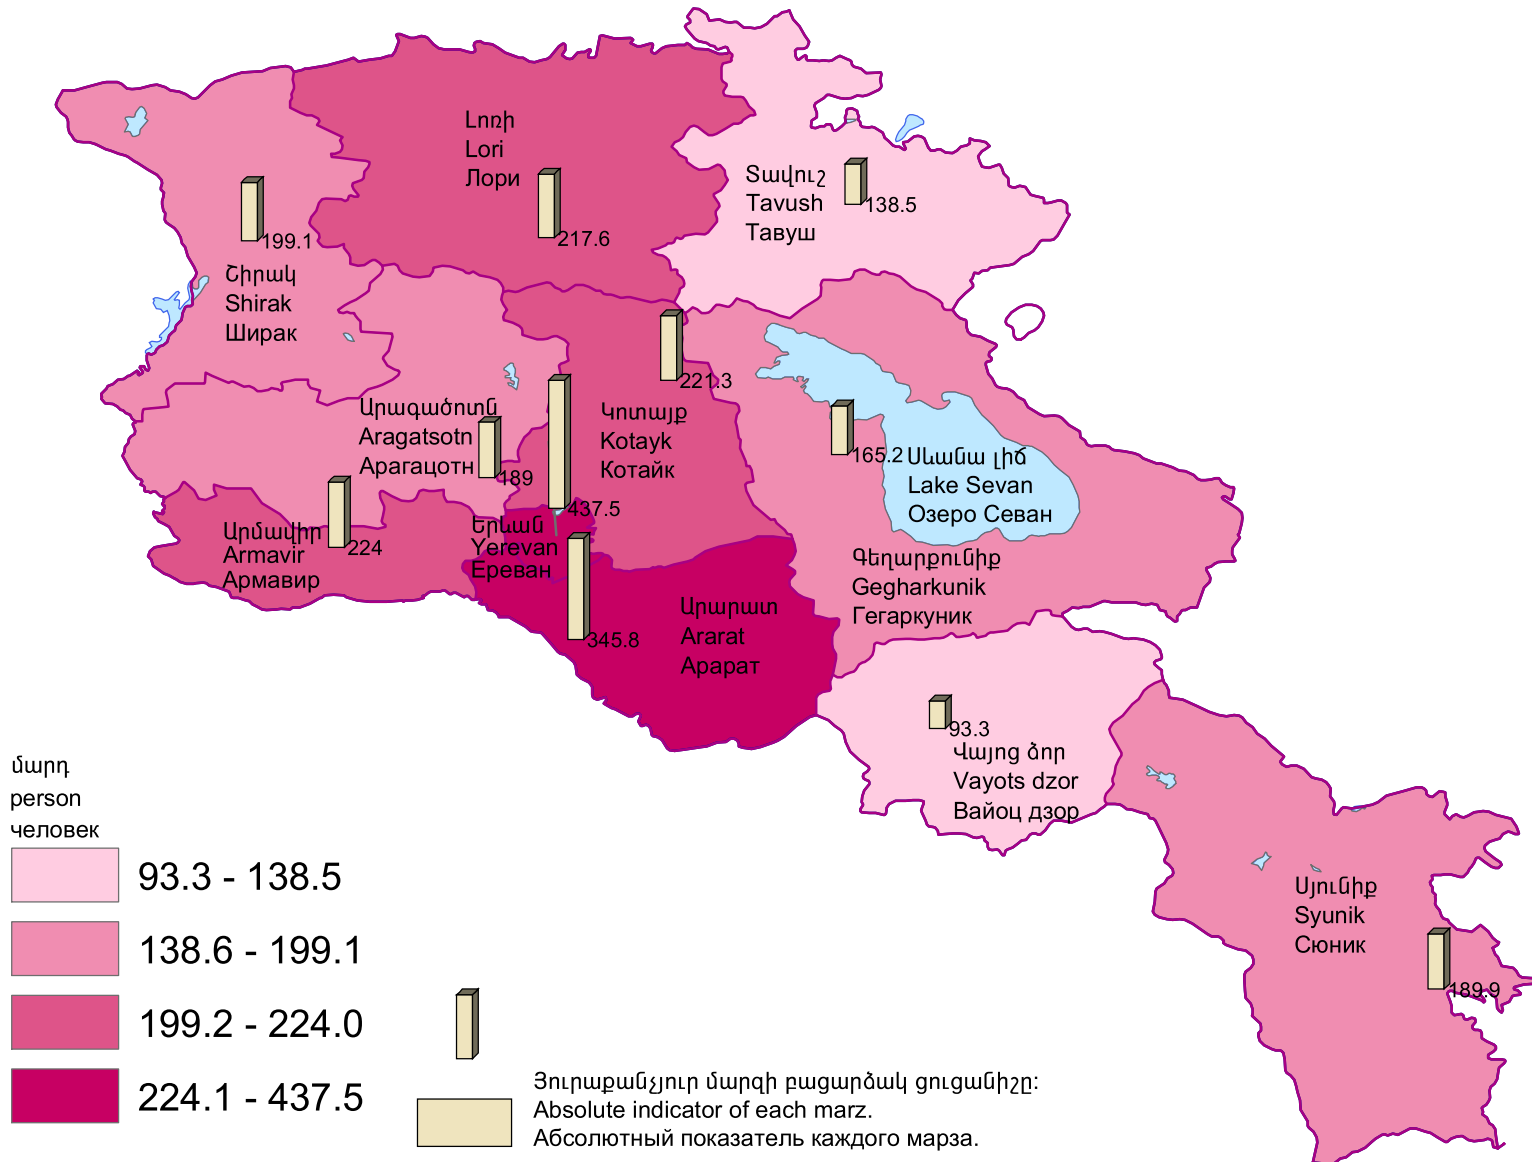 Լոռի
Lori
Лори
217.6
Տավուշ
Tavush
Тавуш
138.5
199.1
Շիրակ
Shirak
Ширак
221.3
Արագածոտն
Aragatsotn
Арагацотн
189
Կոտայք
Kotayk
Котайк
437.5
165.2
Սևանա լիճ
Lake Sevan
Озеро Севан
Արմավիր
Armavir
Армавир
224
Երևան
Yerevan
Ереван
345.8
Արարատ
Ararat
Арарат
Գեղարքունիք
Gegharkunik
Гегаркуник
93.3
Վայոց ձոր
Vayots dzor
Вайоц дзор
Սյունիք
Syunik
Сюник
189.9
մարդ
person
человек
93.3 - 138.5
138.6 - 199.1
199.2 - 224.0
224.1 - 437.5
Յուրաքանչյուր մարզի բացարձակ ցուցանիշը:
Absolute indicator of each marz.
Абсолютный показатель каждого марза.